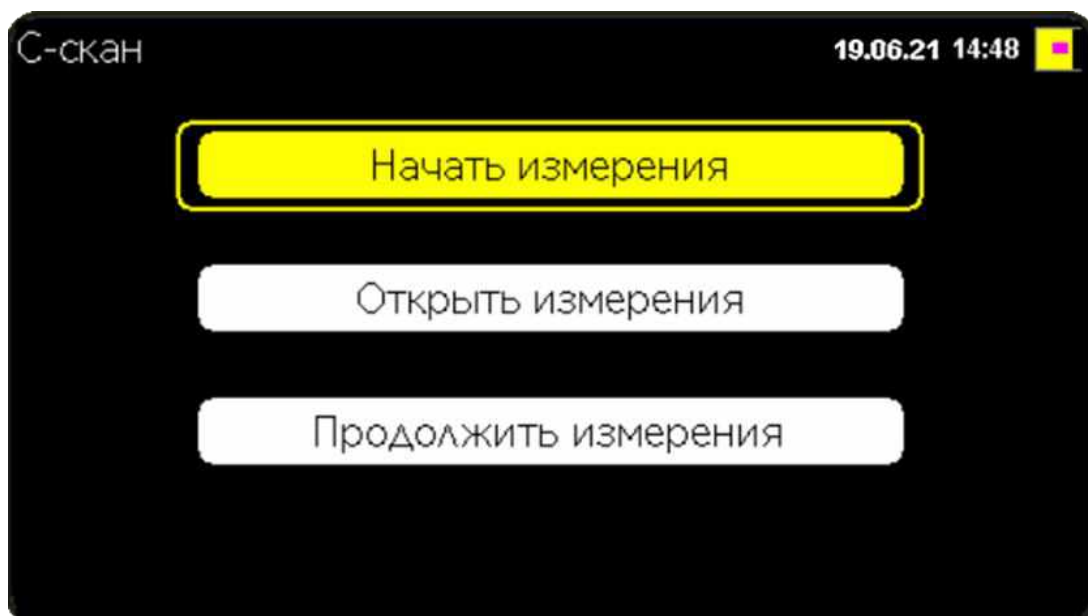 С-скан
19.06.21 14:48
Начать измерения
Открыть измерения
Продолжить измерения